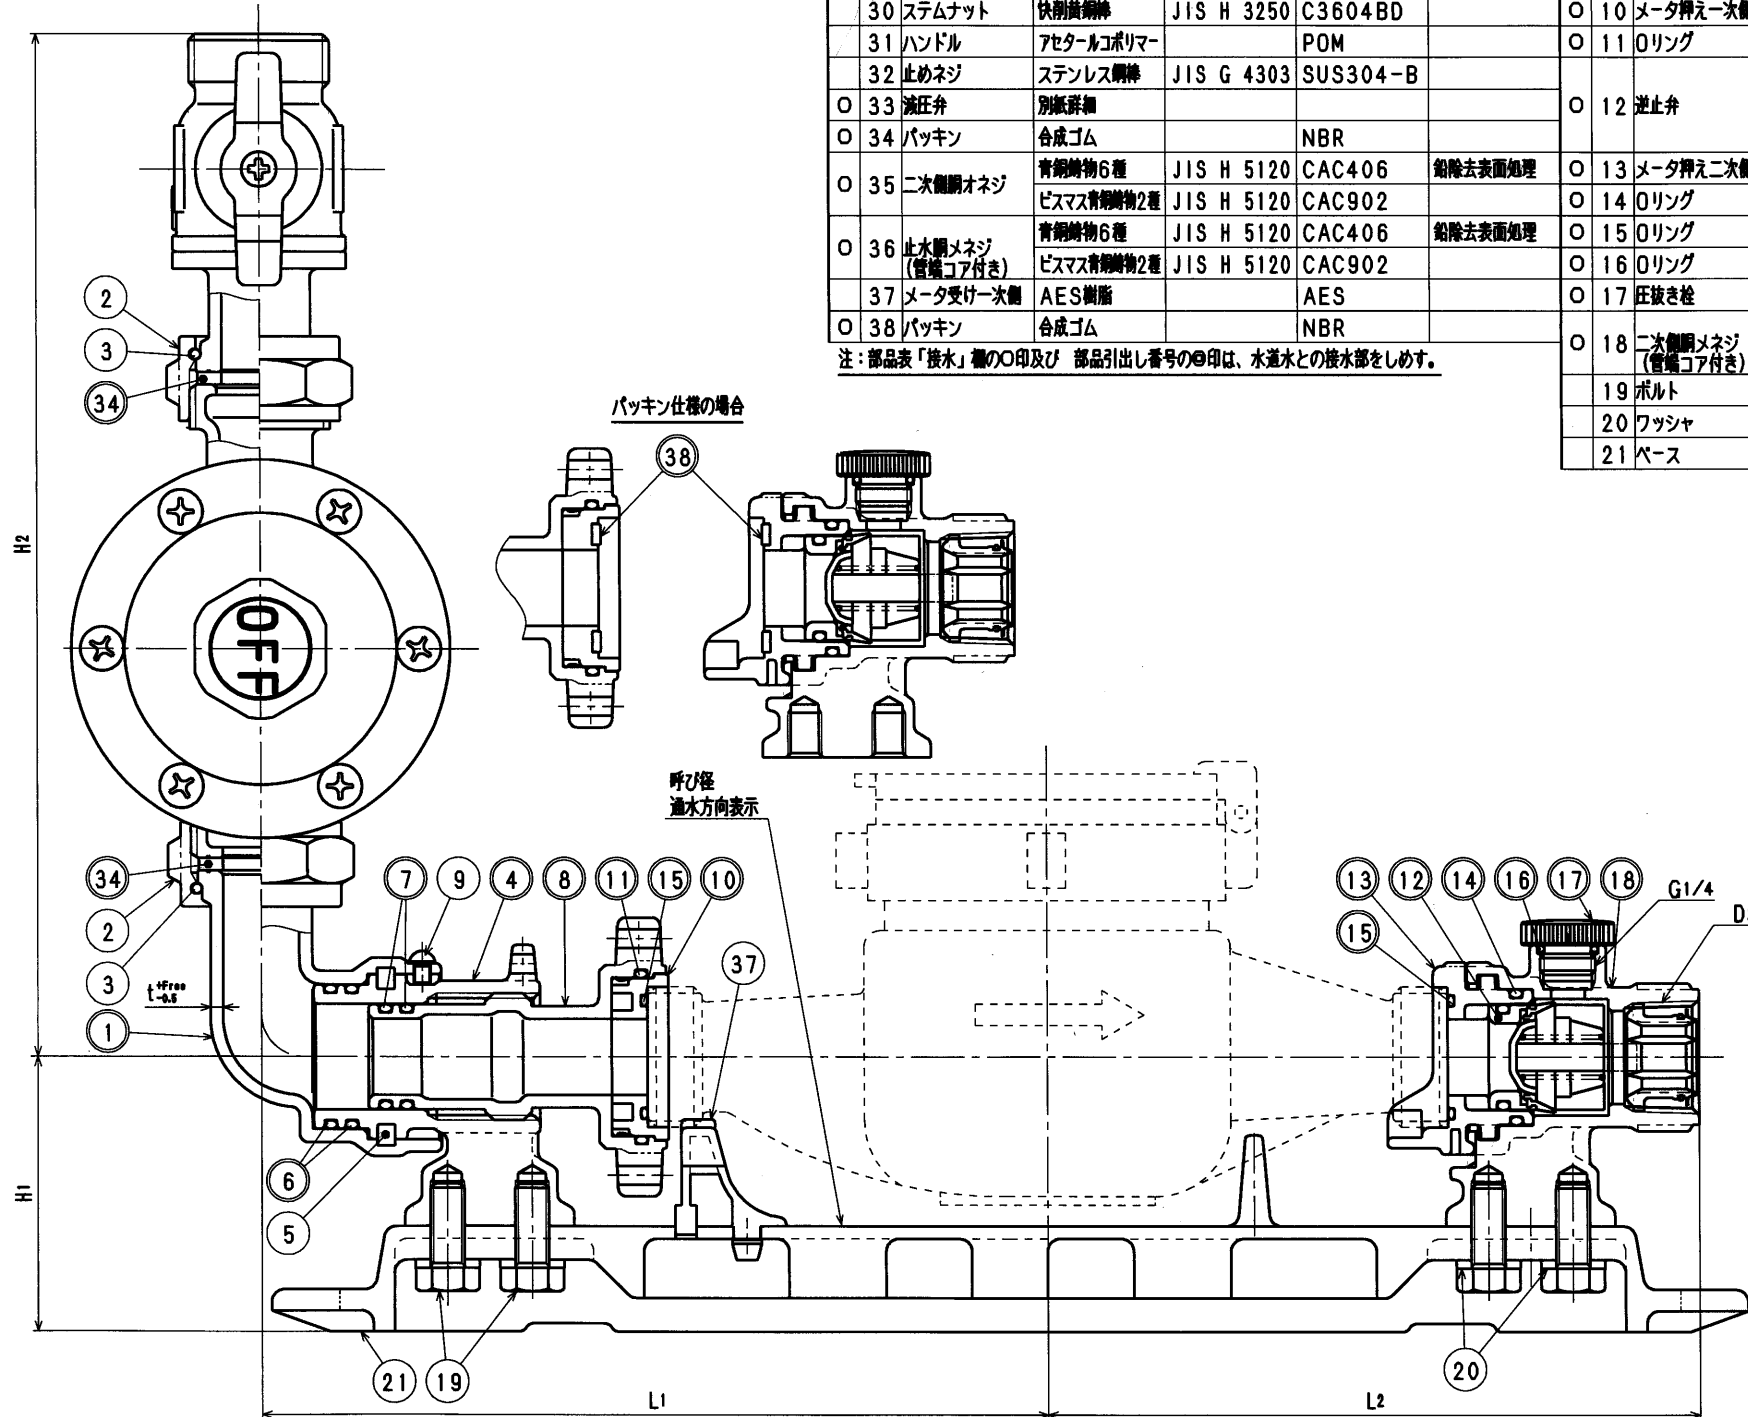 30 ステムナット 快削黄銅棒 JIS H 3250 C3604BD
31 ハンドル アセタールコポリマー POM
32 止めネジ ステンレス鋼棒 JIS G 4303 SUS304-B
○ 33 減圧弁 別紙詳細
○ 34 パッキン 合成ゴム NBR
○ 35 二次側胴オネジ 青銅鋳物6種 JIS H 5120 CAC406 鉛除去表面処理
ビスマス青銅鋳物2種 JIS H 5120 CAC902
○ 36 止水胴メネジ (管端コア付き) 青銅鋳物6種 JIS H 5120 CAC406 鉛除去表面処理
ビスマス青銅鋳物2種 JIS H 5120 CAC902
37 メータ受け一次側 AES樹脂 AES
○ 38 パッキン 合成ゴム NBR
注:部品表「接水」欄の○印及び 部品引出し番号の◎印は、水道水との接水部をしめす。
○ 10 メータ押え一次側
○ 11 Oリング
○ 12 逆止弁
○ 13 メータ押え二次側
○ 14 Oリング
○ 15 Oリング
○ 16 Oリング
○ 17 圧抜き栓
○ 18 二次側胴メネジ
(管端コア付き)
19 ボルト
20 ワッシャ
21 ベース
H2
2
3
34
パッキン仕様の場合
38
OFF
呼び径
通水方向表示
34
2
3
t +Free -0.5
1
7
9
4
8
11
15
10
37
13
12
14
16
17
18
15
G1/4
D
6
5
H1
21
19
20
L1
L2